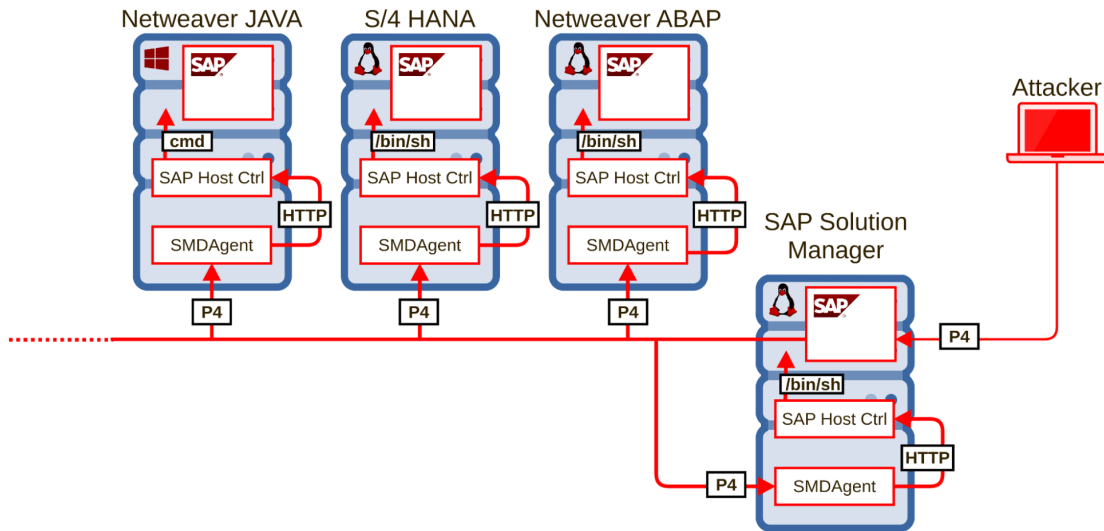 Netweaver JAVA
S/4 HANA
Netweaver ABAP
SAP
SAP
SAP
Attacker
cmd
/bin/sh
/bin/sh
SAP Host Ctrl
SAP Host Ctrl
SAP Host Ctrl
HTTP
HTTP
HTTP
SMDAgent
SMDAgent
SMDAgent
SAP Solution
Manager
P4
P4
P4
SAP
P4
/bin/sh
SAP Host Ctrl
HTTP
P4
SMDAgent